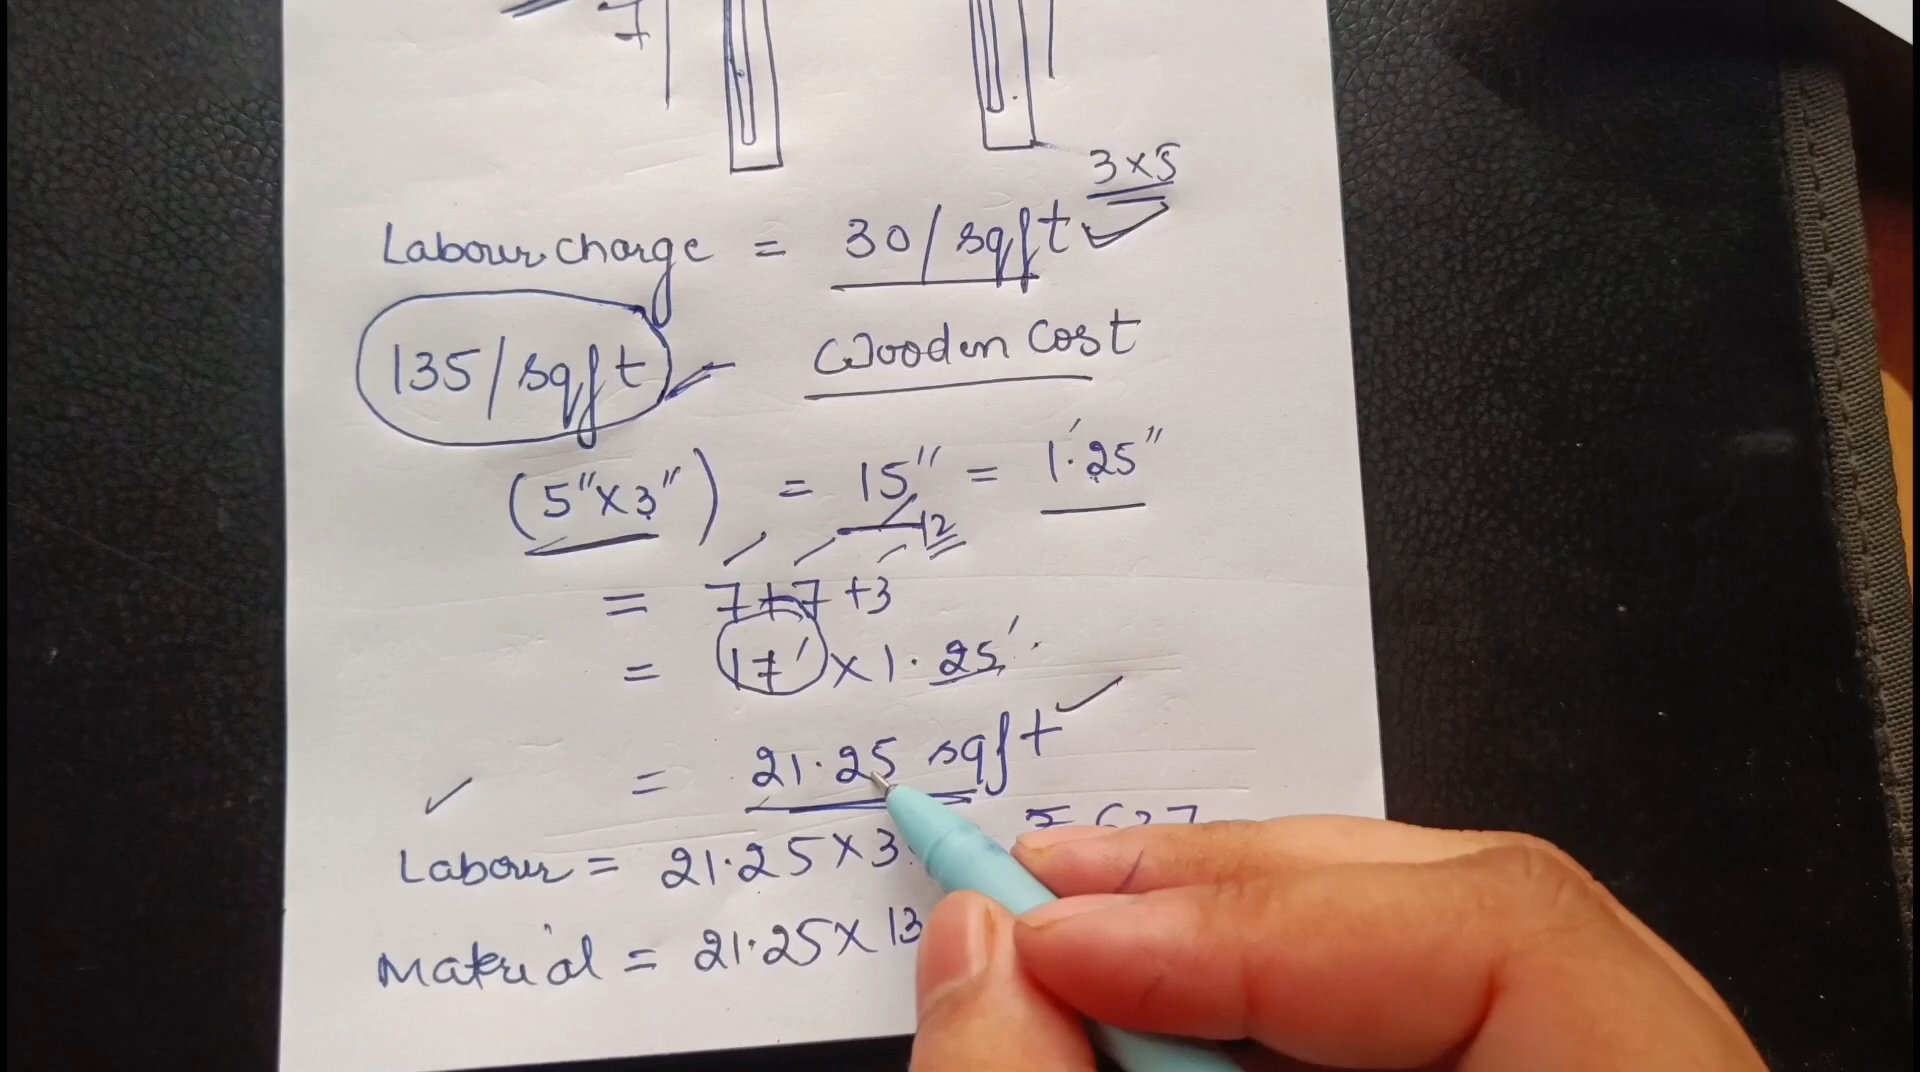 7
3 x 5
Labour charge = 30/sqft
135/sqft
Wooden Cost
(5" x 3") = 15" = 1'.25"
12
= 7+7+3
= 17' x 1.25'
= 21.25 sqft
Labour = 21.25 x 3
Material = 21.25 x 13